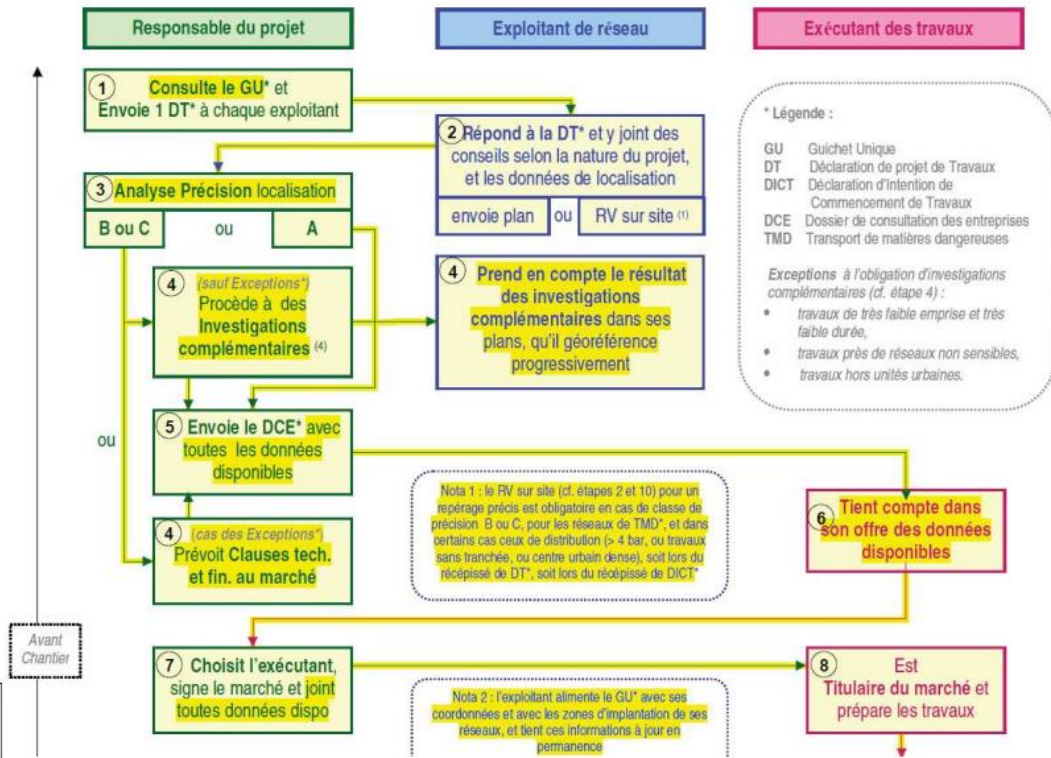 Responsable du projet
Exploitant de réseau
Exécutant des travaux
1
Consulte le GU* et
Envoie 1 DT* à chaque exploitant
2
Répond à la DT* et y joint des
conseils selon la nature du projet,
et les données de localisation
envoie plan
ou
RV sur site (1)
3
Analyse Précision localisation
B ou C
ou
A
4
(sauf Exceptions*)
Procède à des
Investigations
complémentaires (4)
4
Prend en compte le résultat
des investigations
complémentaires dans ses
plans, qu'il géoréférence
progressivement
* Légende :
GU Guichet Unique
DT Déclaration de projet de Travaux
DICT Déclaration d'Intention de
Commencement de Travaux
DCE Dossier de consultation des entreprises
TMD Transport de matières dangereuses
Exceptions à l'obligation d'investigations
complémentaires (cf. étape 4) :
• travaux de très faible emprise et très
faible durée,
• travaux près de réseaux non sensibles,
• travaux hors unités urbaines.
ou
5
Envoie le DCE* avec
toutes les données
disponibles
4
(cas des Exceptions*)
Prévoit Clauses tech.
et fin. au marché
Nota 1 : le RV sur site (cf. étapes 2 et 10) pour un
repérage précis est obligatoire en cas de classe de
précision B ou C, pour les réseaux de TMD*, et dans
certains cas ceux de distribution (> 4 bar, ou travaux
sans tranchée, ou centre urbain dense), soit lors du
récépissé de DT*, soit lors du récépissé de DICT*
6
Tient compte dans
son offre des données
disponibles
Avant
Chantier
7
Choisit l'exécutant,
signe le marché et joint
toutes données dispo
Nota 2 : l'exploitant alimente le GU* avec ses
coordonnées et avec les zones d'implantation de ses
réseaux, et tient ces informations à jour en
permanence
8
Est
Titulaire du marché et
prépare les travaux